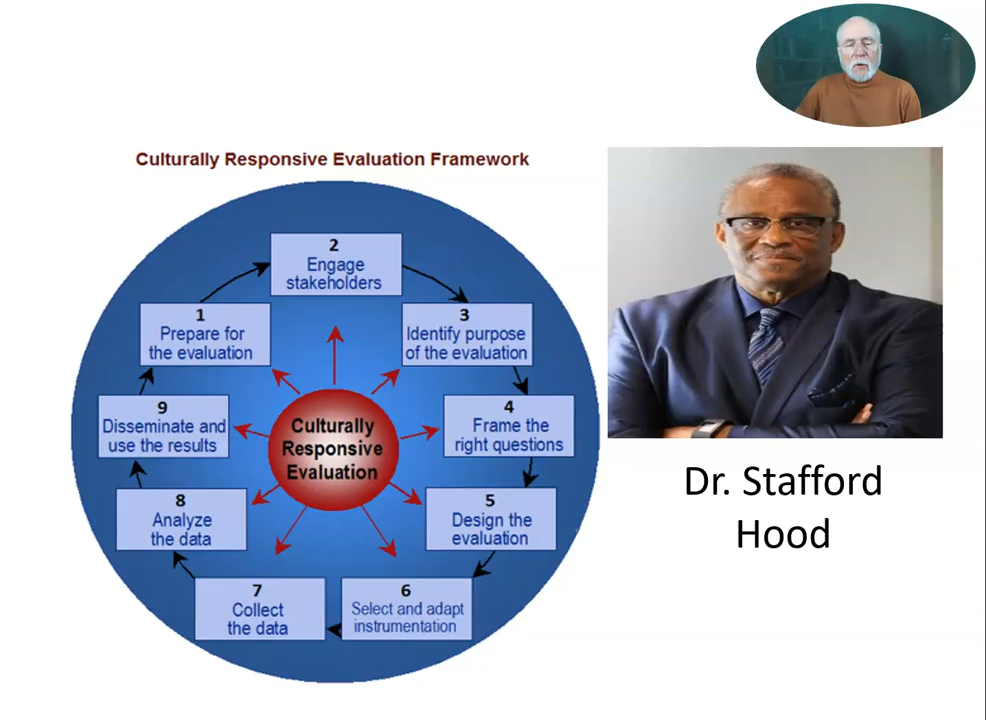 Culturally Responsive Evaluation Framework
1
Prepare for
the evaluation
2
Engage
stakeholders
3
Identify purpose
of the evaluation
4
Frame the
right questions
5
Design the
evaluation
6
Select and adapt
instrumentation
7
Collect
the data
8
Analyze
the data
9
Disseminate and
use the results
Culturally
Responsive
Evaluation
Dr. Stafford
Hood